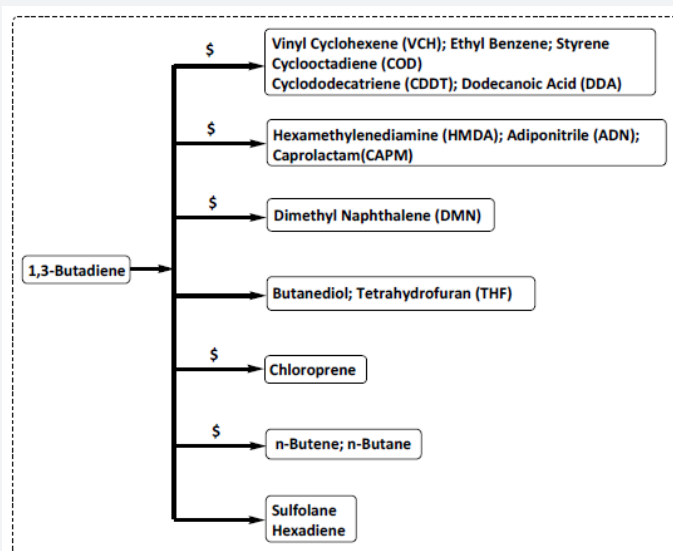 $
Vinyl Cyclohexene (VCH); Ethyl Benzene; Styrene
Cyclooctadiene (COD)
Cyclododecatriene (CDDT); Dodecanoic Acid (DDA)
$
Hexamethylenediamine (HMDA); Adiponitrile (ADN);
Caprolactam(CAPM)
$
Dimethyl Naphthalene (DMN)
1,3-Butadiene
Butanediol; Tetrahydrofuran (THF)
$
Chloroprene
$
n-Butene; n-Butane
Sulfolane
Hexadiene